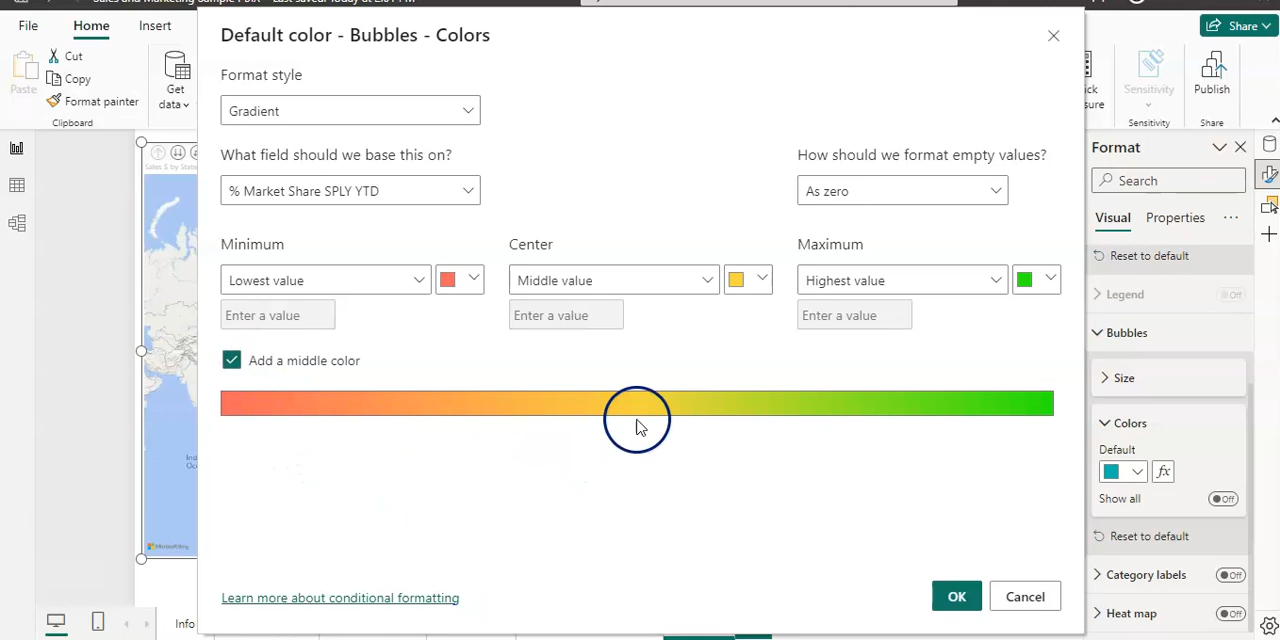 File
Home
Insert
Share
Paste
Cut
Copy
Format painter
Clipboard
Get
data
Sensitivity
Sensitivity
Publish
Share
Default color - Bubbles - Colors
Format style
Gradient
What field should we base this on?
% Market Share SPLY YTD
How should we format empty values?
As zero
Minimum
Center
Maximum
Lowest value
Middle value
Highest value
Enter a value
Enter a value
Enter a value
Add a middle color
Learn more about conditional formatting
OK
Cancel
Format
Search
Visual
Properties
...
Reset to default
Legend
Off
Bubbles
Size
Colors
Default
fx
Show all
Off
Reset to default
Category labels
Off
Heat map
Off
Info